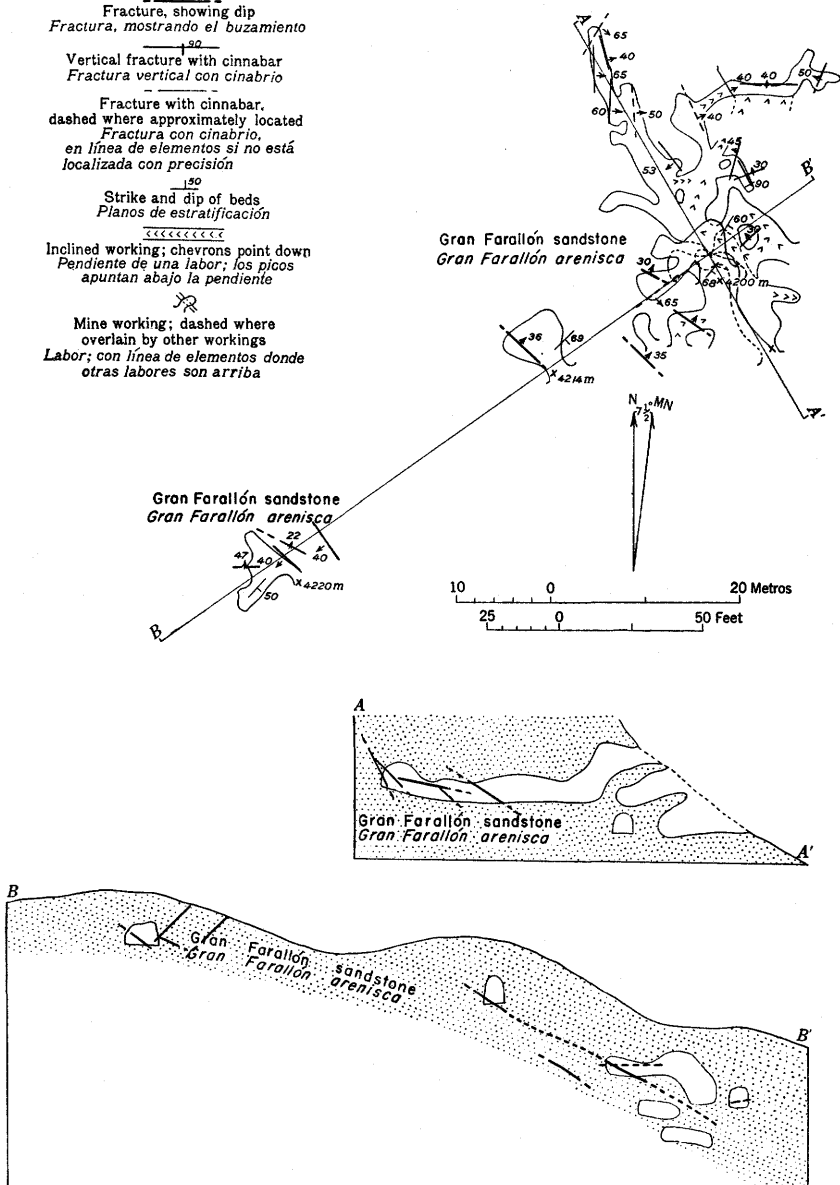 Fracture, showing dip
Fractura, mostrando el buzamiento
90
Vertical fracture with cinnabar
Fractura vertical con cinabrio
Fracture with cinnabar,
dashed where approximately located
Fractura con cinabrio,
en línea de elementos si no está
localizada con precisión
50
Strike and dip of beds
Planos de estratificación
Inclined working; chevrons point down
Pendiente de una labor; los picos
apuntan abajo la pendiente
Mine working; dashed where
overlain by other workings
Labor; con línea de elementos donde
otras labores son arriba
A
65
40
65
60
50
53
40
40
50
40
45
30
90
B'
60
30
Gran Farallón sandstone
Gran Farallón arenisca
30
68
x4200 m
65
36
69
35
x4214 m
A'
N
7½° MN
Gran Farallón sandstone
Gran Farallón arenisca
22
40
47
40
x4220 m
50
B
10 0 20 Metros
25 0 50 Feet
A
Gran Farallón sandstone
Gran Farallón arenisca
A'
B
Gran Farallón sandstone
Gran Farallón arenisca
B'